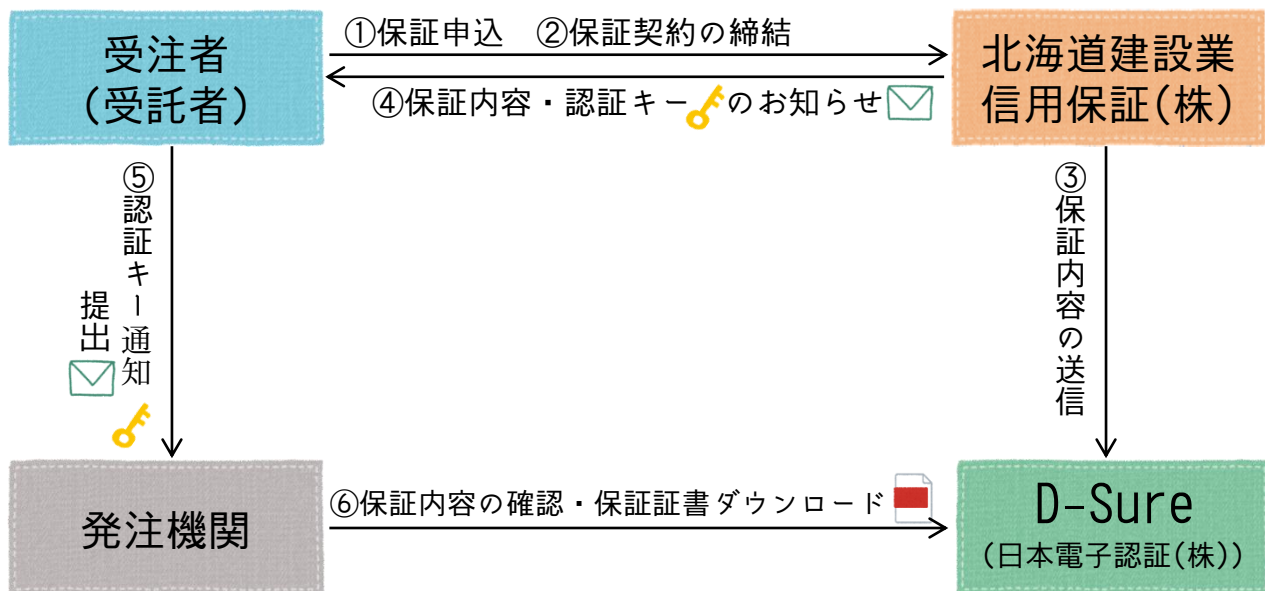 受注者
(受託者)
①保証申込　②保証契約の締結
④保証内容・認証キーのお知らせ
北海道建設業
信用保証(株)
⑤認証キー通知
提出
③保証内容の送信
発注機関
⑥保証内容の確認・保証証書ダウンロード
D-Sure
(日本電子認証(株))